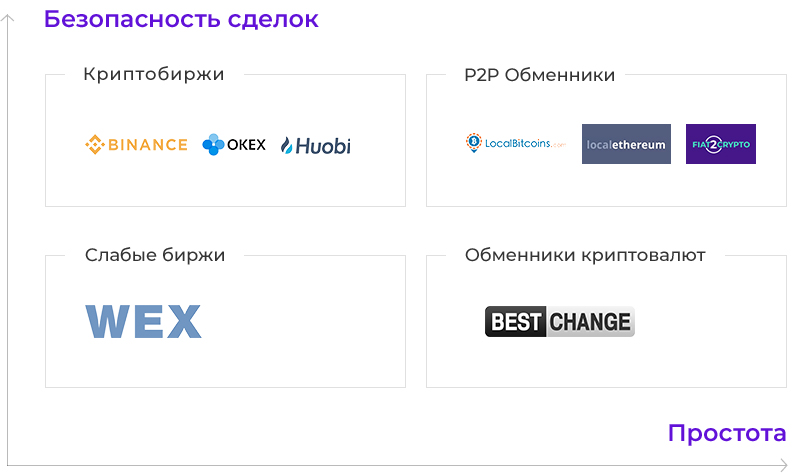 Безопасность сделок
Криптобиржи
BINANCE OKEX Huobi
P2P Обменники
LocalBitcoins.com localethereum FIAT2CRYPTO
Слабые биржи
WEX
Обменники криптовалют
BEST CHANGE
Простота